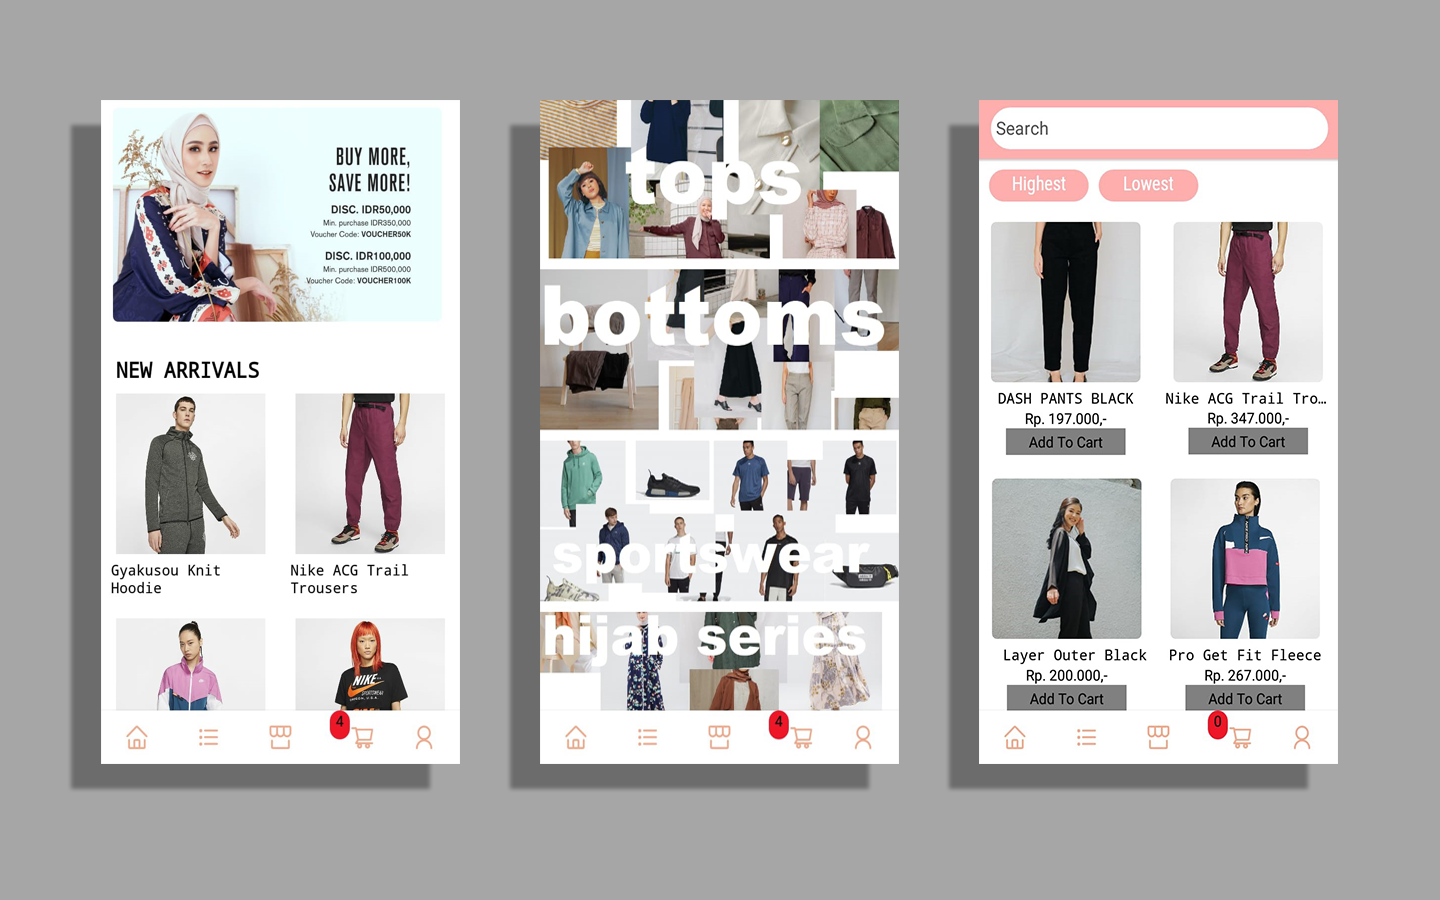 BUY MORE,
SAVE MORE!
DISC. IDR50,000
Min. purchase IDR350,000
Voucher Code: VOUCHER50K
DISC. IDR100,000
Min. purchase IDR500,000
Voucher Code: VOUCHER100K
NEW ARRIVALS
Gyakusou Knit
Hoodie
Nike ACG Trail
Trousers
NIKE
SPORTSWEAR
4
tops
bottoms
sportswear
hijab series
4
Search
Highest
Lowest
DASH PANTS BLACK
Rp. 197.000,-
Add To Cart
Nike ACG Trail Tro…
Rp. 347.000,-
Add To Cart
Layer Outer Black
Rp. 200.000,-
Add To Cart
Pro Get Fit Fleece
Rp. 267.000,-
Add To Cart
0